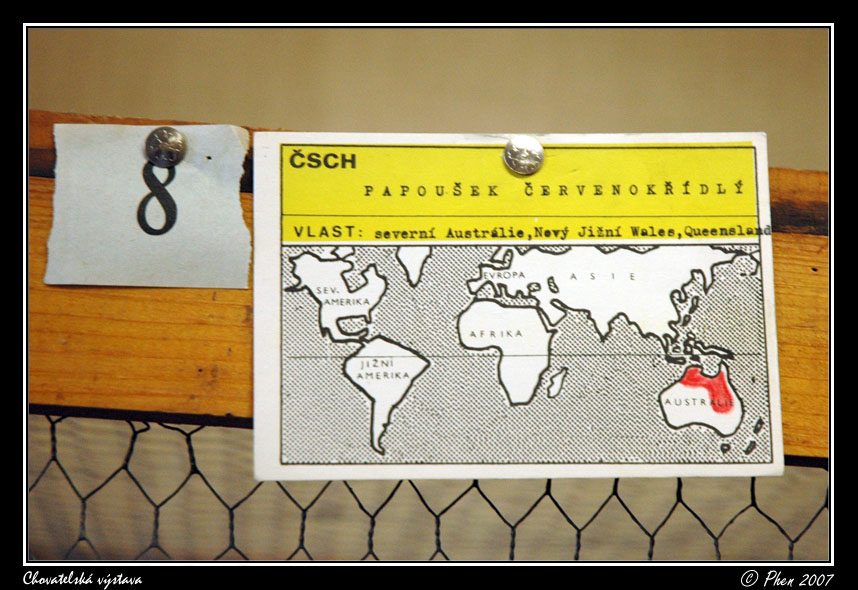 8
ČSCH
PAPOUŠEK ČERVENOKŘÍDLÝ
VLAST: severní Austrálie,Nový Jižní Wales,Queensland
SEV.
AMERIKA
EVROPA
ASIE
AFRIKA
JIŽNÍ
AMERIKA
AUSTRÁLIE
Chovatelská výstava
© Phen 2007